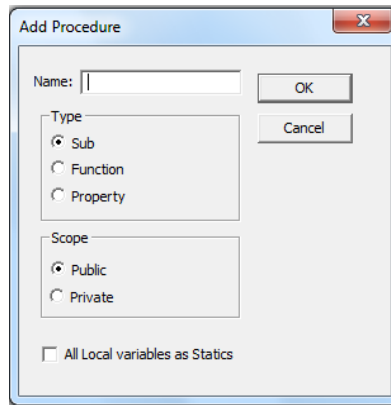 Add Procedure
Name:
OK
Type
Cancel
Sub
Function
Property
Scope
Public
Private
All Local variables as Statics